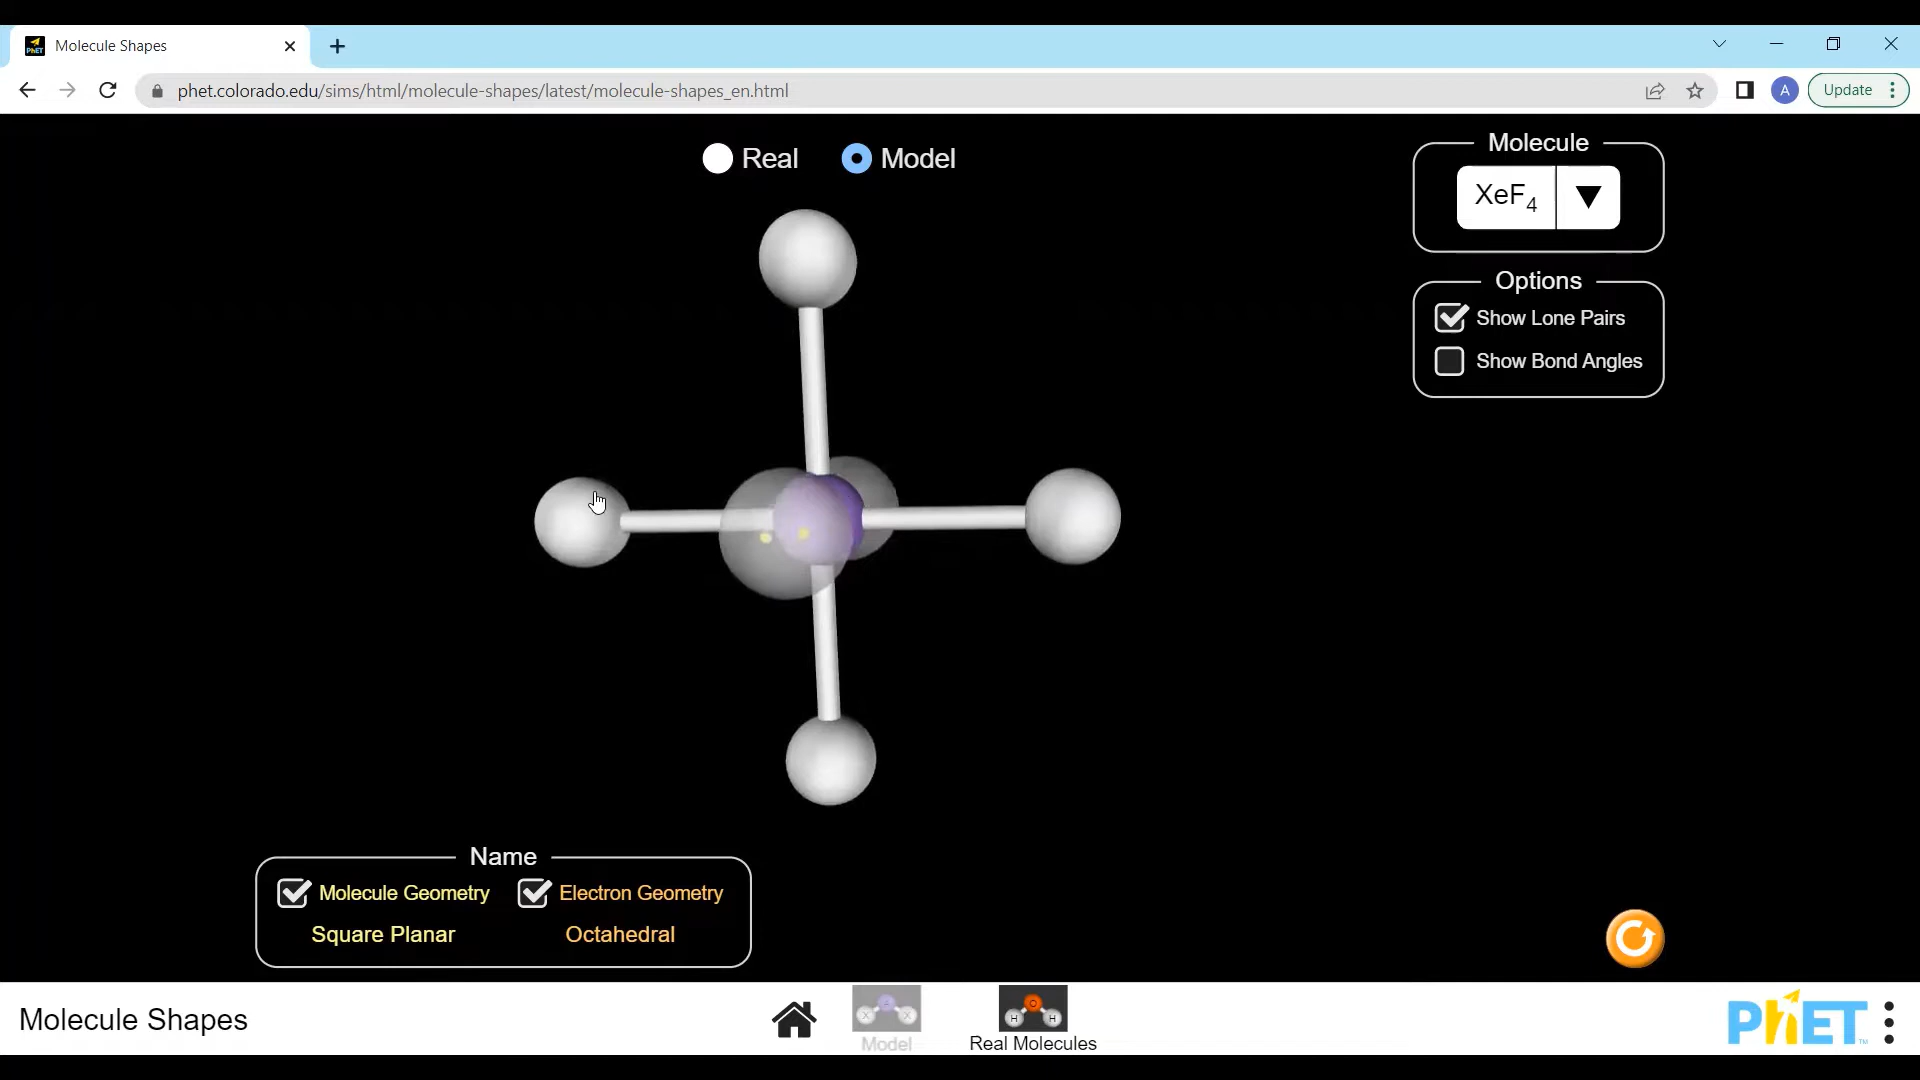 Molecule Shapes
phet.colorado.edu/sims/html/molecule-shapes/latest/molecule-shapes_en.html
A
Update
Real
Model
Molecule
XeF₄
Options
Show Lone Pairs
Show Bond Angles
Name
Molecule Geometry
Electron Geometry
Square Planar
Octahedral
Molecule Shapes
Model
Real Molecules
O
H H
X X
PhET